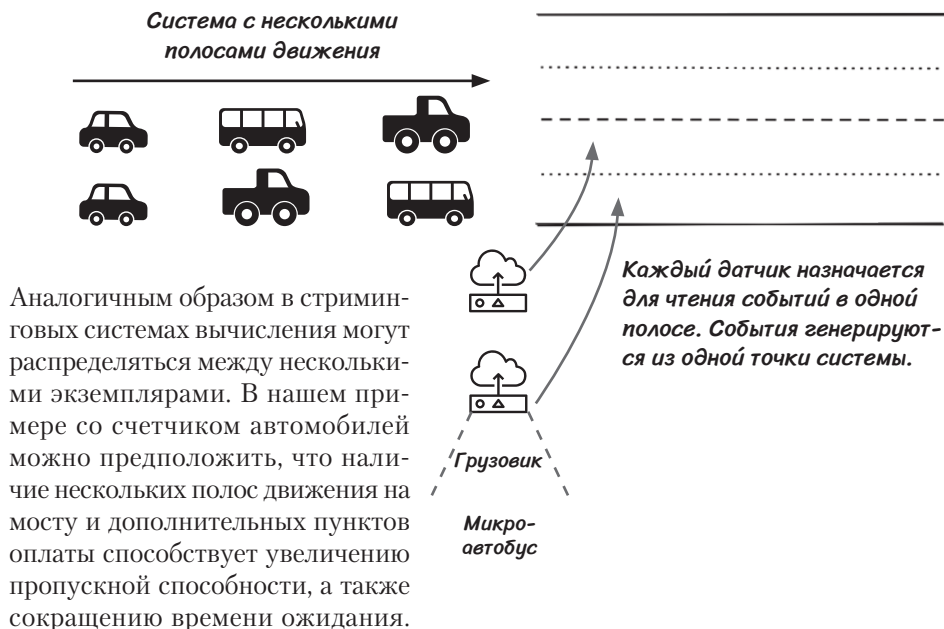 Система с несколькими
полосами движения
Каждый датчик назначается
для чтения событий в одной
полосе. События генерируют-
ся из одной точки системы.
Грузовик
Микро-
автобус
Аналогичным образом в стримин-
говых системах вычисления могут
распределяться между нескольки-
ми экземплярами. В нашем при-
мере со счетчиком автомобилей
можно предположить, что нали-
чие нескольких полос движения на
мосту и дополнительных пунктов
оплаты способствует увеличению
пропускной способности, а также
сокращению времени ожидания.